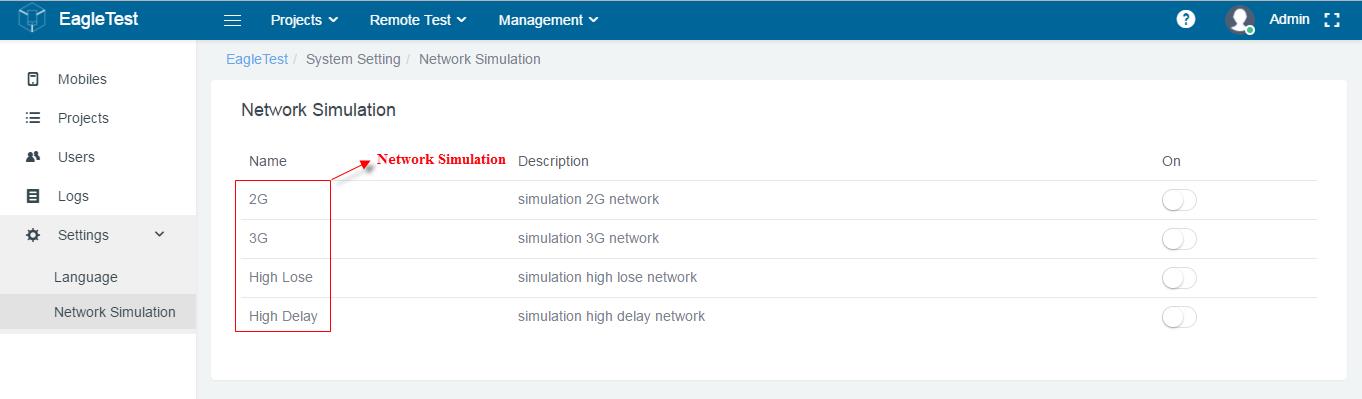 EagleTest Projects Remote Test Management ? Admin
EagleTest / System Setting / Network Simulation
Mobiles
Projects
Users
Logs
Settings
Language
Network Simulation
Network Simulation
Name Network Simulation Description On
2G simulation 2G network
3G simulation 3G network
High Lose simulation high lose network
High Delay simulation high delay network